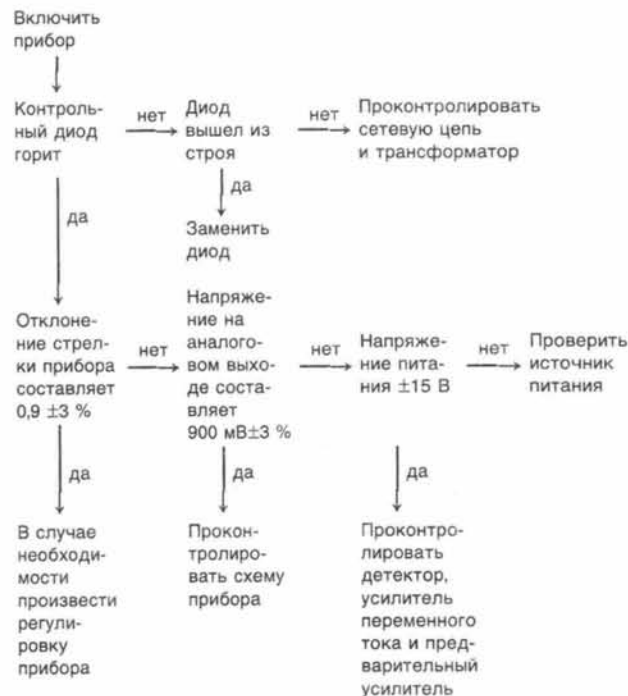 Включить
прибор
Контроль-
ный диод
горит
нет
Диод
вышел из
строя
нет
Проконтролировать
сетевую цепь
и трансформатор
да
да
Заменить
диод
Отклоне-
ние стрел-
ки прибора
составляет
0,9 ±3 %
нет
Напряже-
ние на
аналого-
вом выхо-
де соста-
вляет
900 мВ±3 %
нет
Напряже-
ние пита-
ния ±15 В
нет
Проверить
источник
питания
да
да
да
В случае
необходи-
мости
произвести
регули-
ровку
прибора
Прокон-
тролиро-
вать схему
прибора
Проконтро-
лировать
детектор,
усилитель
переменного
тока и пред-
варительный
усилитель